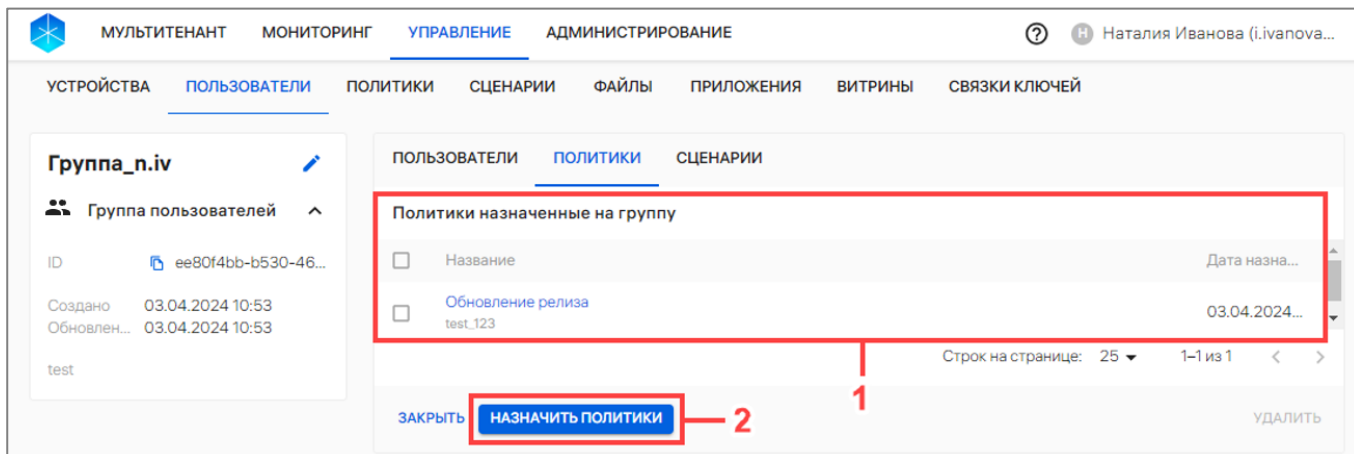 МУЛЬТИТЕНАНТ МОНИТОРИНГ УПРАВЛЕНИЕ АДМИНИСТРИРОВАНИЕ ? Н Наталия Иванова (i.ivanova...
УСТРОЙСТВА ПОЛЬЗОВАТЕЛИ ПОЛИТИКИ СЦЕНАРИИ ФАЙЛЫ ПРИЛОЖЕНИЯ ВИТРИНЫ СВЯЗКИ КЛЮЧЕЙ
Группа_n.iv
Группа пользователей
ID ee80f4bb-b530-46...
Создано 03.04.2024 10:53
Обновлен... 03.04.2024 10:53
test
ПОЛЬЗОВАТЕЛИ ПОЛИТИКИ СЦЕНАРИИ
Политики назначенные на группу
Название Дата назна...
Обновление релиза 03.04.2024...
test_123
Строк на странице: 25 1–1 из 1
1
ЗАКРЫТЬ НАЗНАЧИТЬ ПОЛИТИКИ 2 УДАЛИТЬ